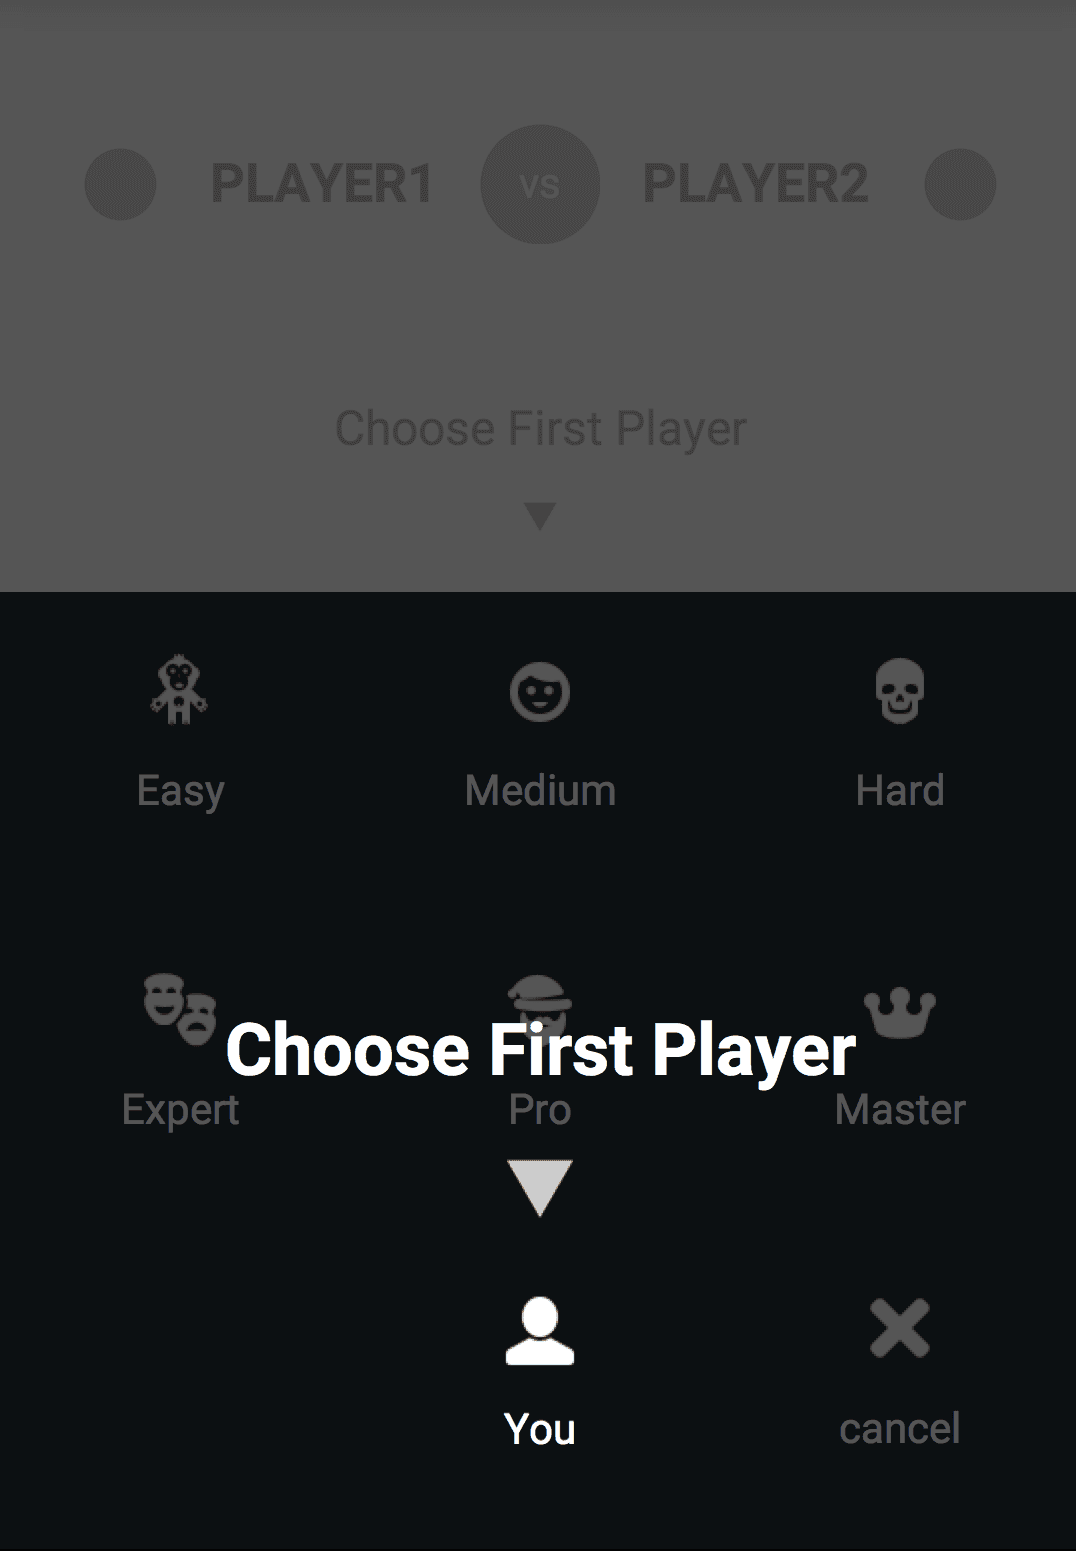 PLAYER1 VS PLAYER2
Choose First Player
Easy Medium Hard
Choose First Player
Expert Pro Master
You cancel